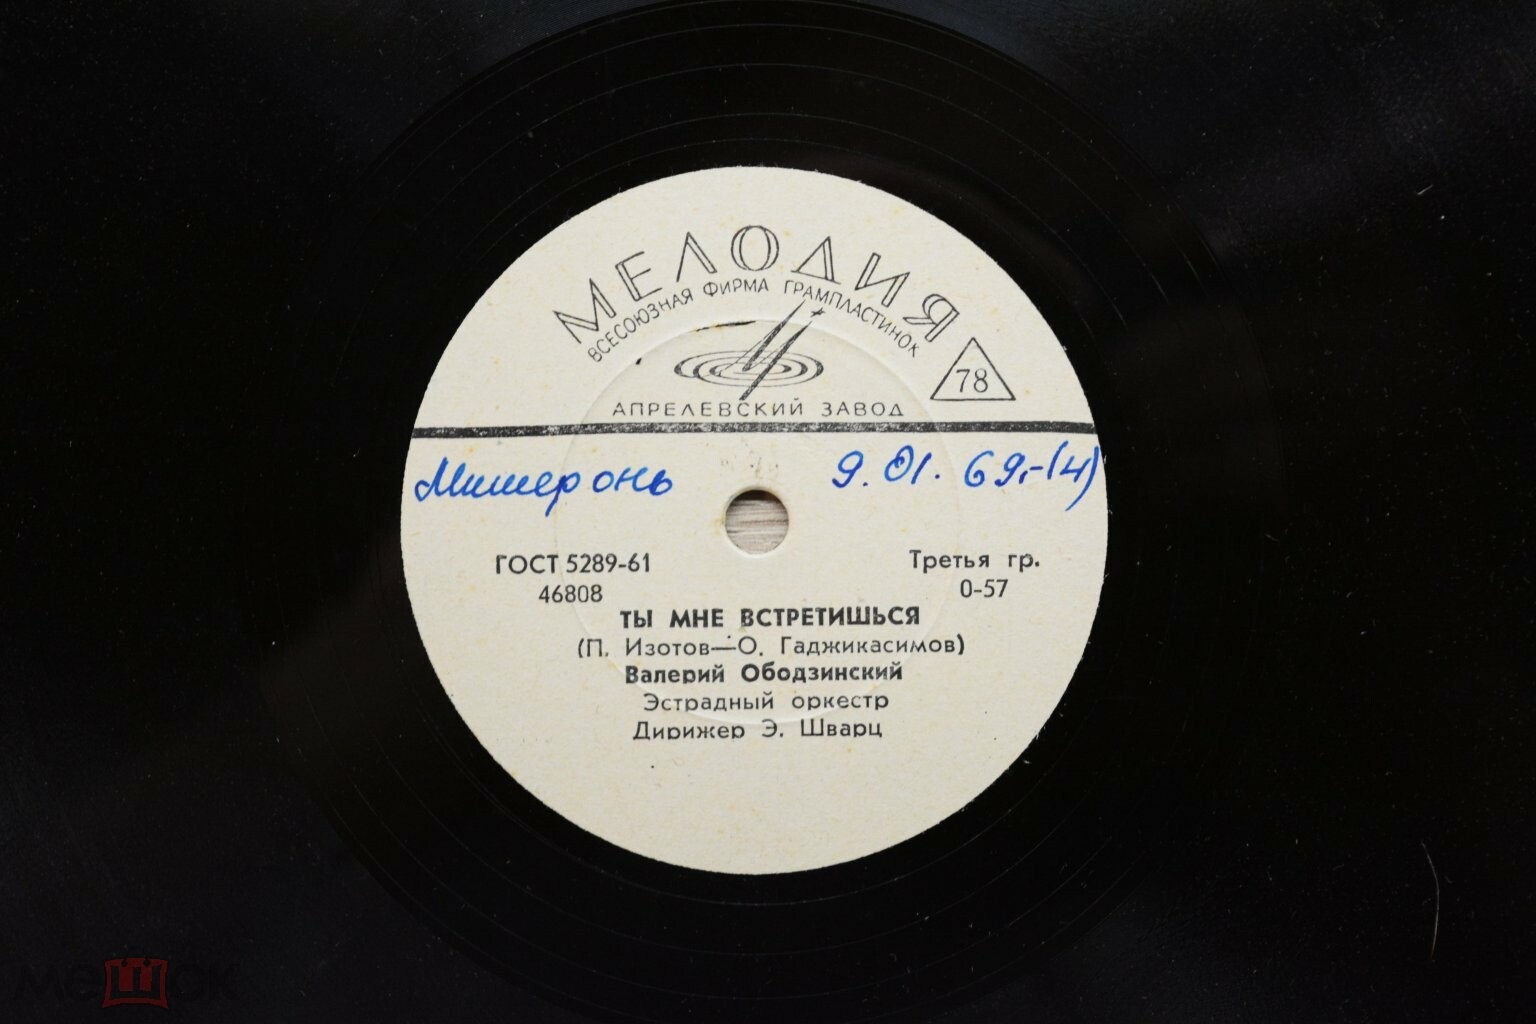 МЕЛОДИЯ
ВСЕСОЮЗНАЯ ФИРМА ГРАМПЛАСТИНОК
78
АПРЕЛЕВСКИЙ ЗАВОД
Мишеронь 9.01.69.-(4)
ГОСТ 5289-61 Третья гр.
46808 0-57
ТЫ МНЕ ВСТРЕТИШЬСЯ
(П. Изотов—О. Гаджикасимов)
Валерий Ободзинский
Эстрадный оркестр
Дирижер Э. Шварц
мешок